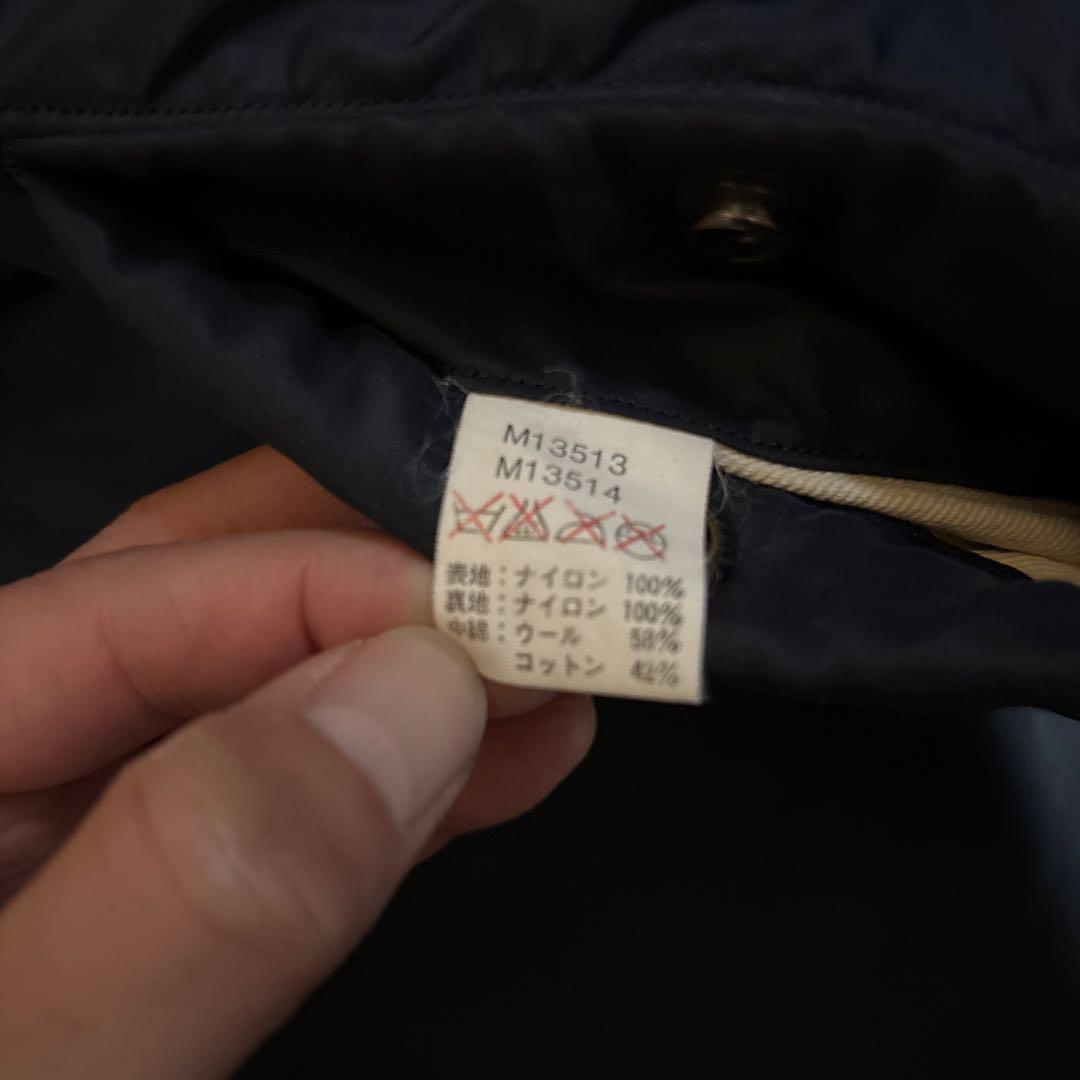 M13513
M13514
表地：ナイロン 100%
裏地：ナイロン 100%
中綿：ウール 58%
コットン 42%